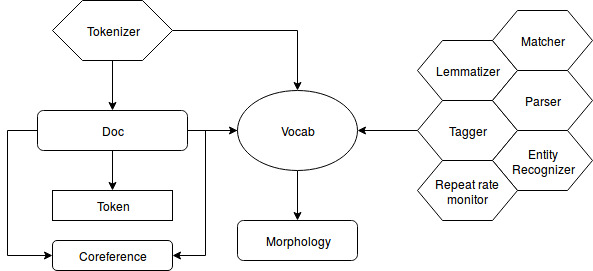 Tokenizer
Matcher
Lemmatizer
Parser
Doc
Vocab
Tagger
Entity
Recognizer
Repeat rate
monitor
Token
Morphology
Coreference